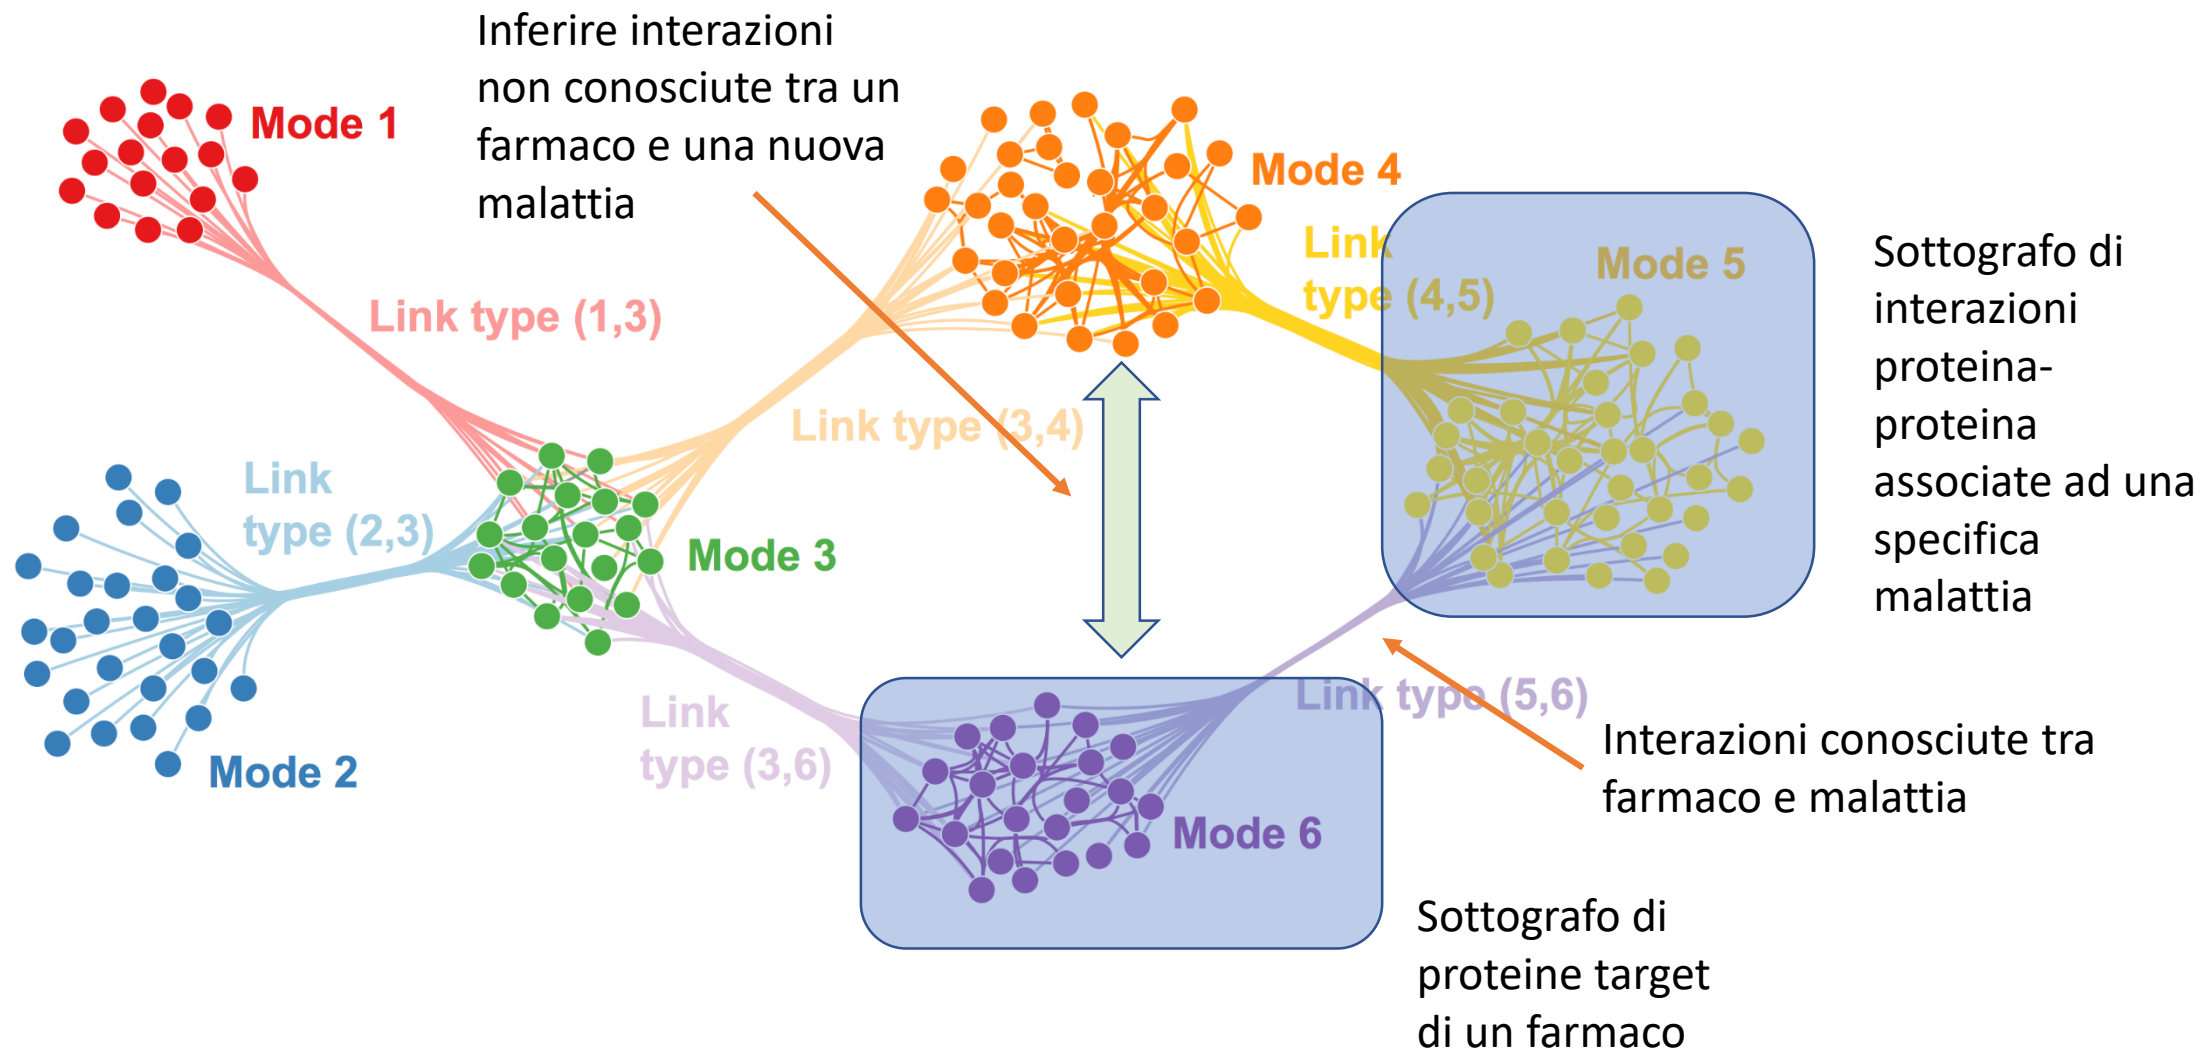 Inferire interazioni
non conosciute tra un
farmaco e una nuova
malattia
Mode 1
Mode 4
Link
type (4,5)
Mode 5
Sottografo di
interazioni
proteina-
proteina
associate ad una
specifica
malattia
Link type (1,3)
Link type (3,4)
Link
type (2,3)
Mode 3
Mode 2
Link
type (3,6)
Link type (5,6)
Interazioni conosciute tra
farmaco e malattia
Mode 6
Sottografo di
proteine target
di un farmaco